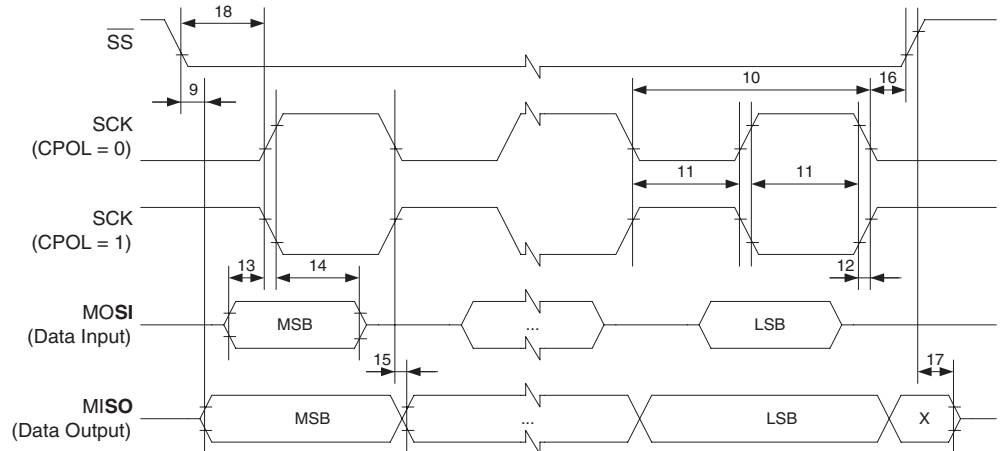 18
SS
9
10
16
SCK
(CPOL = 0)
11
11
SCK
(CPOL = 1)
13
14
12
MOSI
(Data Input)
MSB
...
LSB
15
17
MISO
(Data Output)
MSB
...
LSB
X